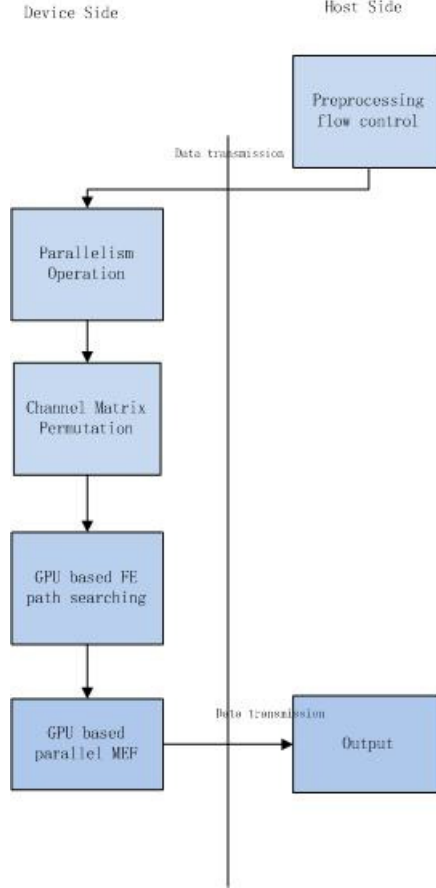 Device Side
Host Side
Preprocessing
flow control
Data transmission
Parallelism
Operation
Channel Matrix
Permutation
GPU based FE
path searching
GPU based
parallel MEF
Data transmission
Output